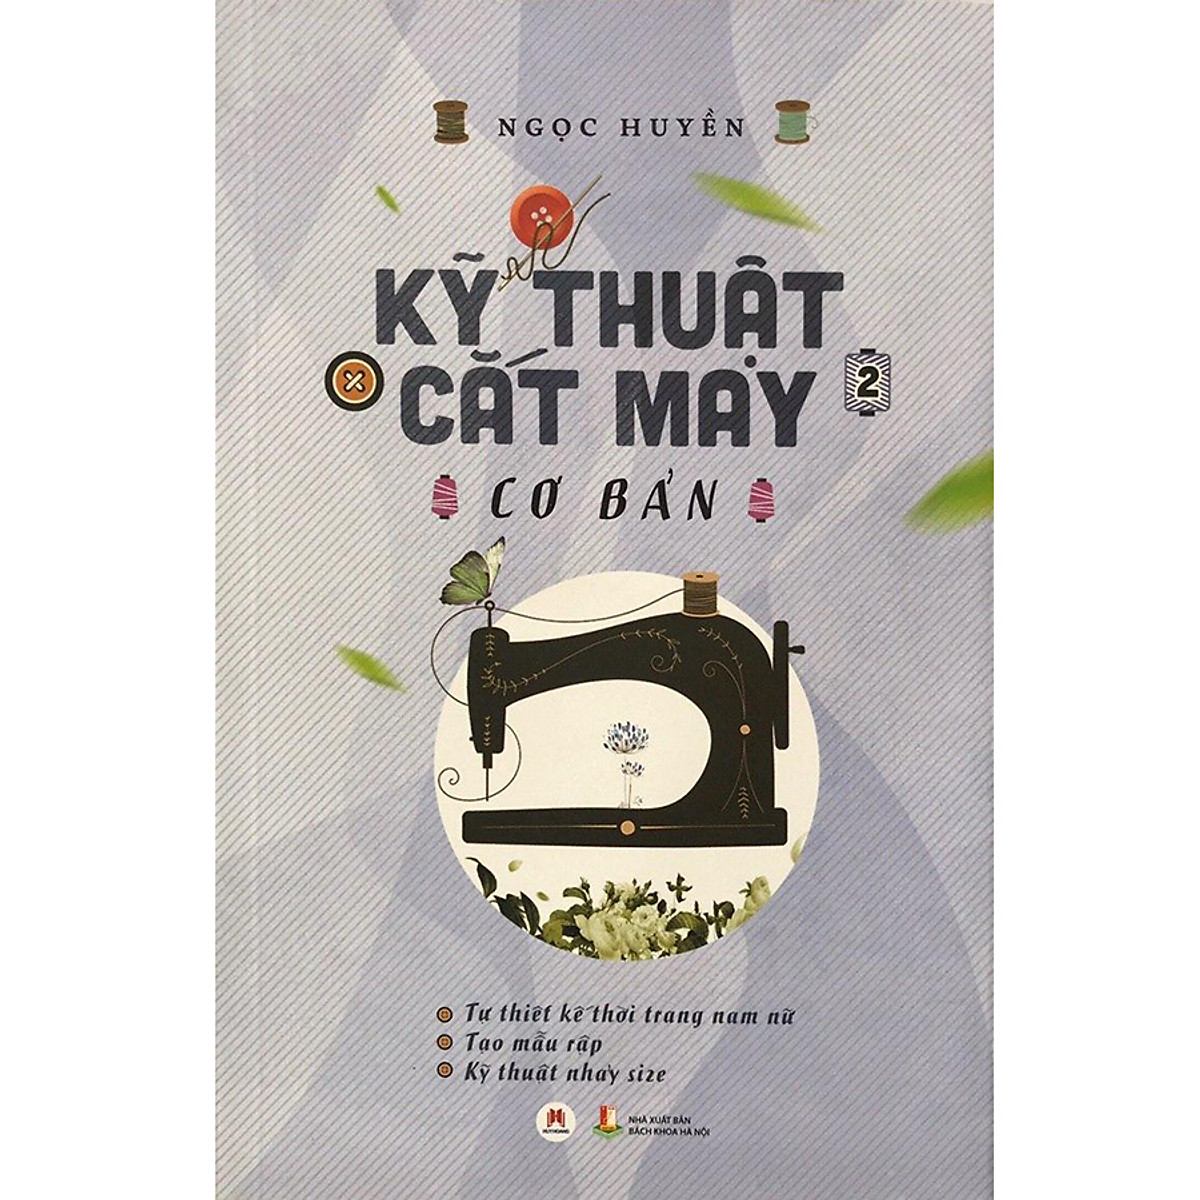 NGỌC HUYỀN
KỸ THUẬT
CẮT MAY
2
CƠ BẢN
Tự thiết kế thời trang nam nữ
Tạo mẫu rập
Kỹ thuật nhảy size
HUYHOANG
NHÀ XUẤT BẢN
BÁCH KHOA HÀ NỘI